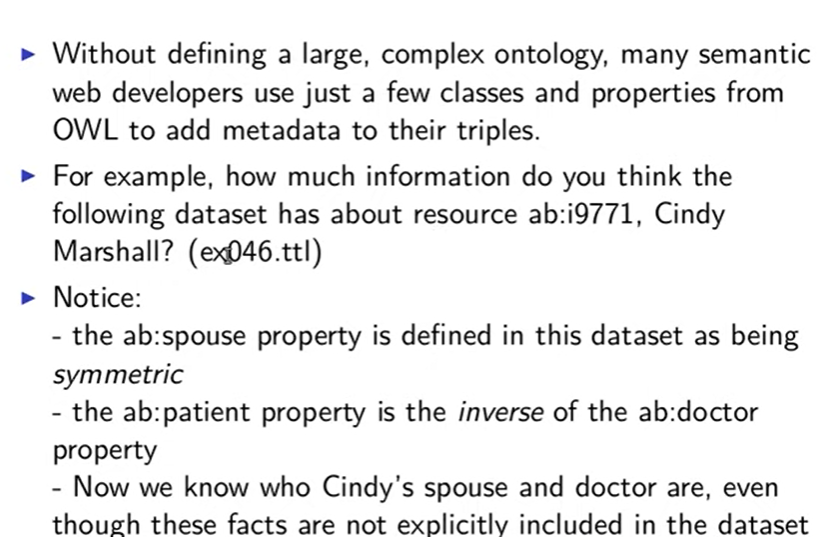 ▶ Without defining a large, complex ontology, many semantic
web developers use just a few classes and properties from
OWL to add metadata to their triples.
▶ For example, how much information do you think the
following dataset has about resource ab:i9771, Cindy
Marshall? (ex046.ttl)
▶ Notice:
- the ab:spouse property is defined in this dataset as being
symmetric
- the ab:patient property is the inverse of the ab:doctor
property
- Now we know who Cindy's spouse and doctor are, even
though these facts are not explicitly included in the dataset